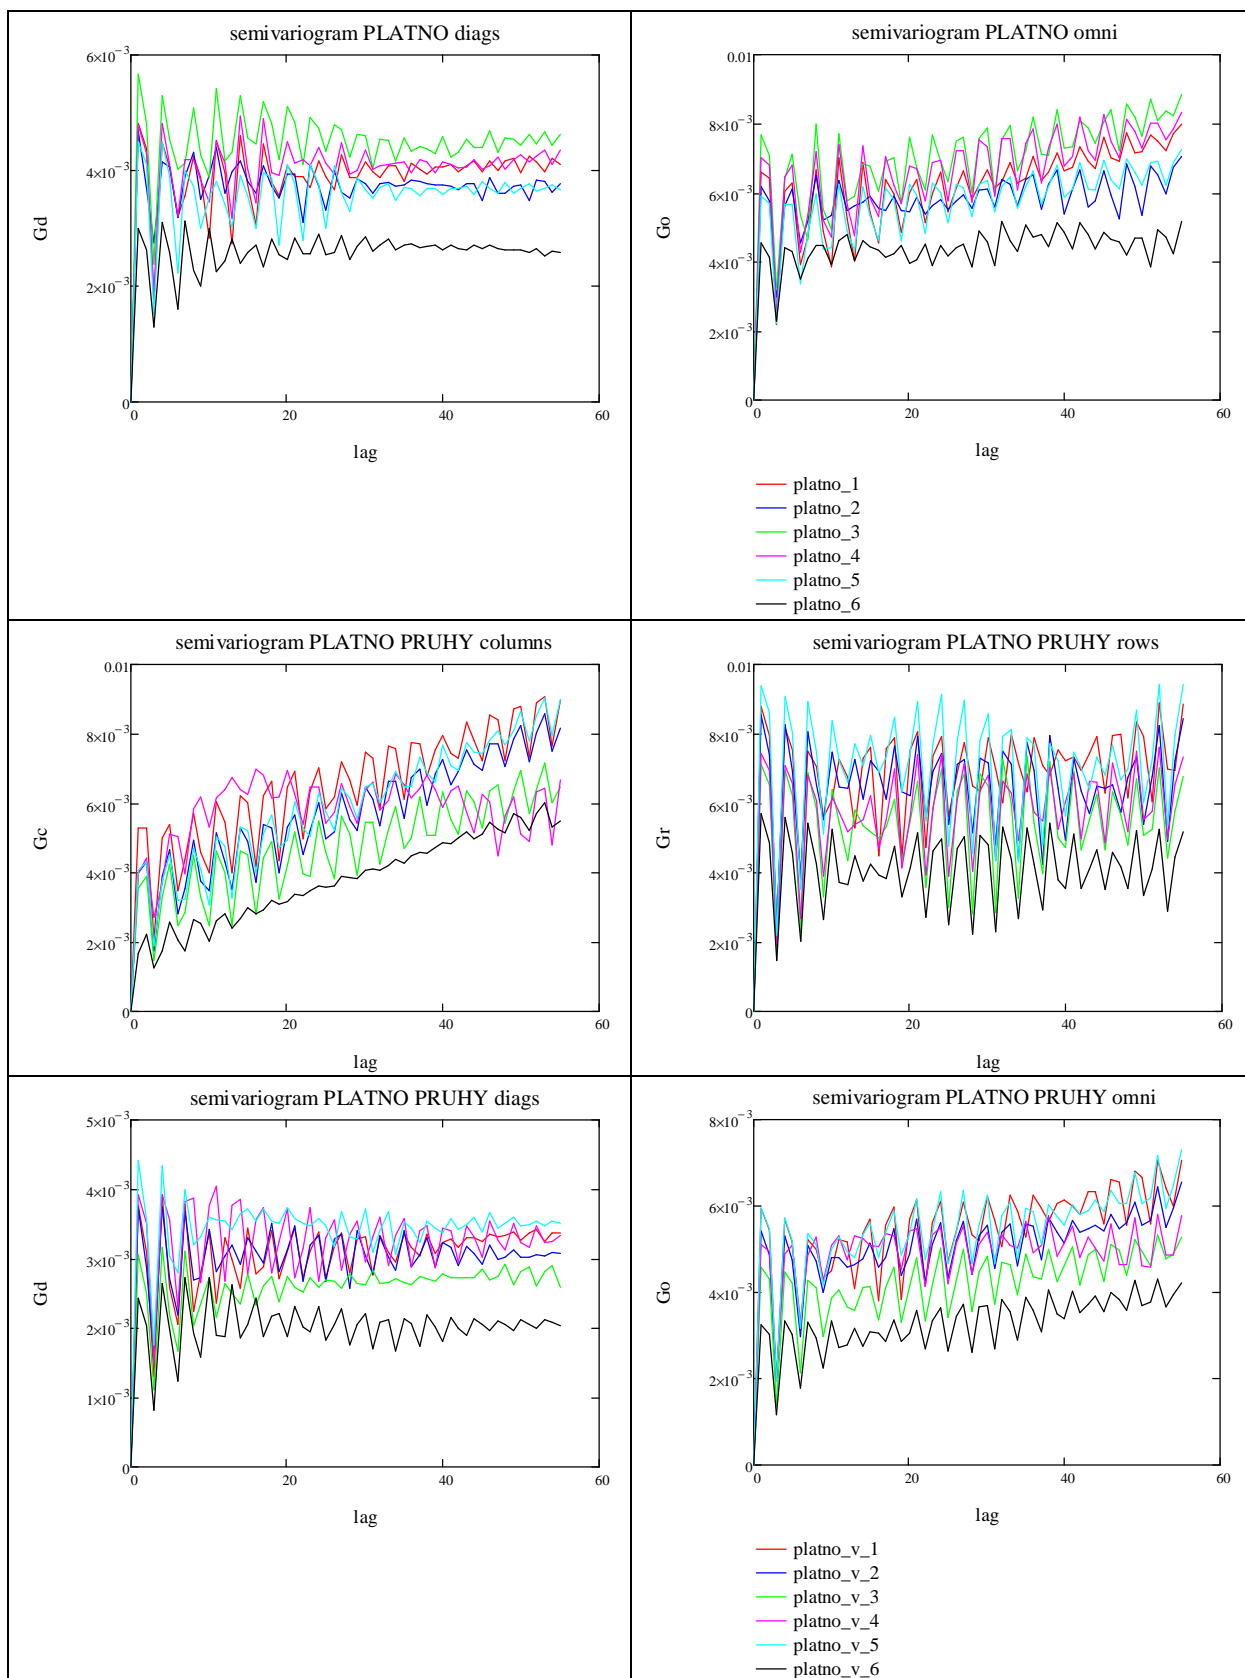 semivariogram PLATNO diags
6×10⁻³
4×10⁻³
2×10⁻³
0
Gd
0 20 40 60
lag
semivariogram PLATNO omni
0.01
8×10⁻³
6×10⁻³
4×10⁻³
2×10⁻³
0
Go
0 20 40 60
lag
platno_1
platno_2
platno_3
platno_4
platno_5
platno_6
semivariogram PLATNO PRUHY columns
0.01
8×10⁻³
6×10⁻³
4×10⁻³
2×10⁻³
0
Gc
0 20 40 60
lag
semivariogram PLATNO PRUHY rows
0.01
8×10⁻³
6×10⁻³
4×10⁻³
2×10⁻³
0
Gr
0 20 40 60
lag
semivariogram PLATNO PRUHY diags
5×10⁻³
4×10⁻³
3×10⁻³
2×10⁻³
1×10⁻³
0
Gd
0 20 40 60
lag
semivariogram PLATNO PRUHY omni
8×10⁻³
6×10⁻³
4×10⁻³
2×10⁻³
0
Go
0 20 40 60
lag
platno_v_1
platno_v_2
platno_v_3
platno_v_4
platno_v_5
platno_v_6